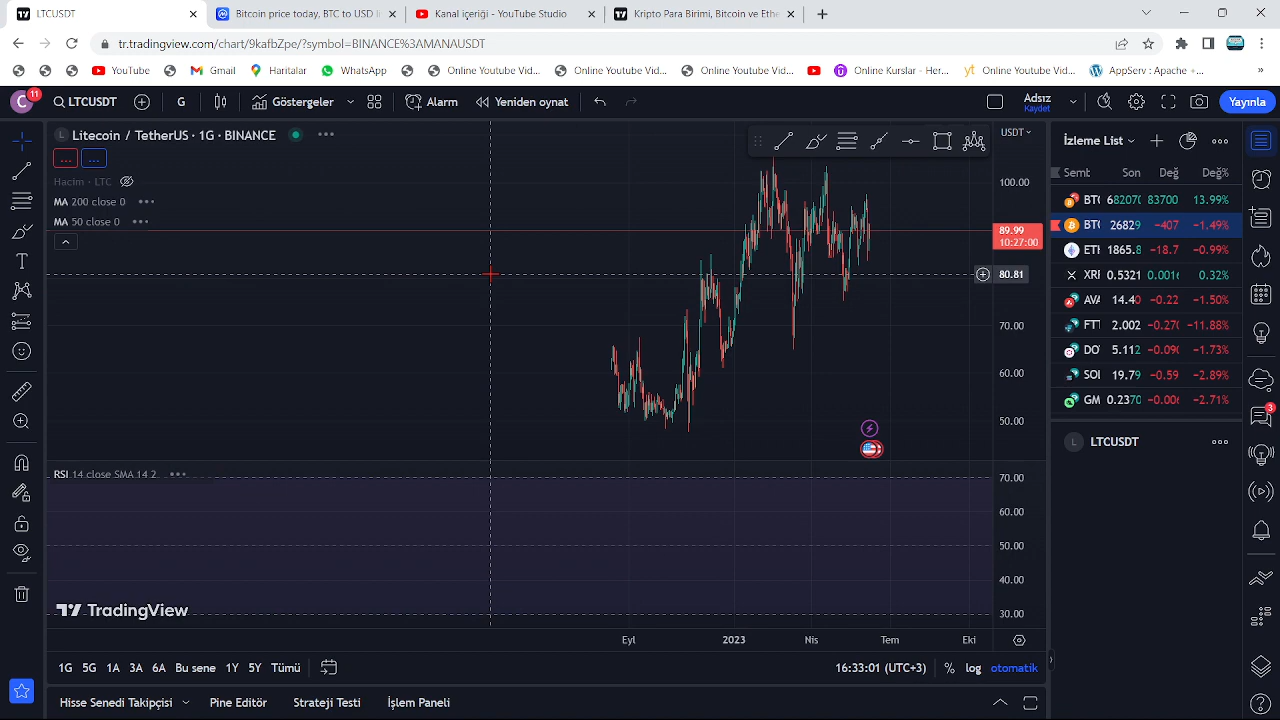 LTCUSDT
Bitcoin price today, BTC to USD li
Kanal içeriği - YouTube Studio
Kripto Para Birimi, Bitcoin ve Ethe
tr.tradingview.com/chart/9kafbZpe/?symbol=BINANCE%3AMANAUSDT
YouTube
Gmail
Haritalar
WhatsApp
Online Youtube Vid...
Online Youtube Vid...
Online Youtube Vid...
Online Kurslar - Her...
yt Online Youtube Vid...
AppServ : Apache +...
»
C 11
LTCUSDT
G
Göstergeler
Alarm
Yeniden oynat
Adsız
Kaydet
Yayınla
L Litecoin / TetherUS · 1G · BINANCE
Hacim · LTC
MA 200 close 0
MA 50 close 0
RSI 14 close SMA 14 2
TradingView
USDT
100.00
89.99
10:27:00
80.81
70.00
60.00
50.00
70.00
60.00
50.00
40.00
30.00
Eyl 2023 Nis Tem Eki
1G 5G 1A 3A 6A Bu sene 1Y 5Y Tümü
16:33:01 (UTC+3) % log otomatik
Hisse Senedi Takipçisi Pine Editör Strateji Testi İşlem Paneli
İzleme List
Semt Son Değ Değ%
BTC 682070 83700 13.99%
BTC 26829 −407 −1.49%
ETH 1865.8 −18.7 −0.99%
XRI 0.5321 0.0016 0.32%
AVA 14.40 −0.22 −1.50%
FTT 2.002 −0.270 −11.88%
DO 5.112 −0.090 −1.73%
SOI 19.79 −0.59 −2.89%
GM 0.2370 −0.006 −2.71%
L LTCUSDT
3